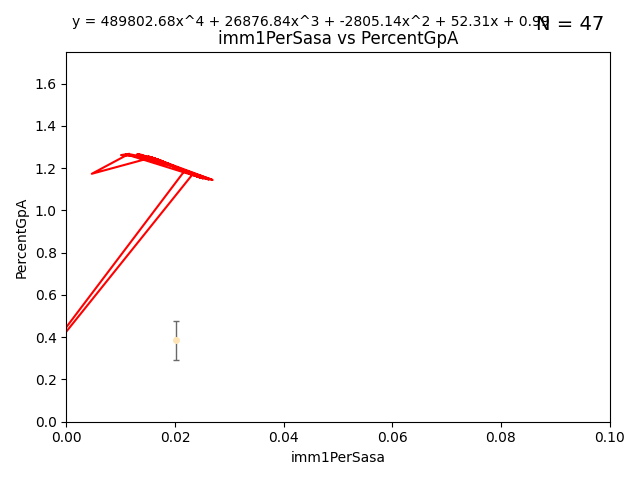 y = 489802.68x^4 + 26876.84x^3 + -2805.14x^2 + 52.31x + 0.99
N = 47
imm1PerSasa vs PercentGpA
PercentGpA
1.6
1.4
1.2
1.0
0.8
0.6
0.4
0.2
0.0
0.00 0.02 0.04 0.06 0.08 0.10
imm1PerSasa